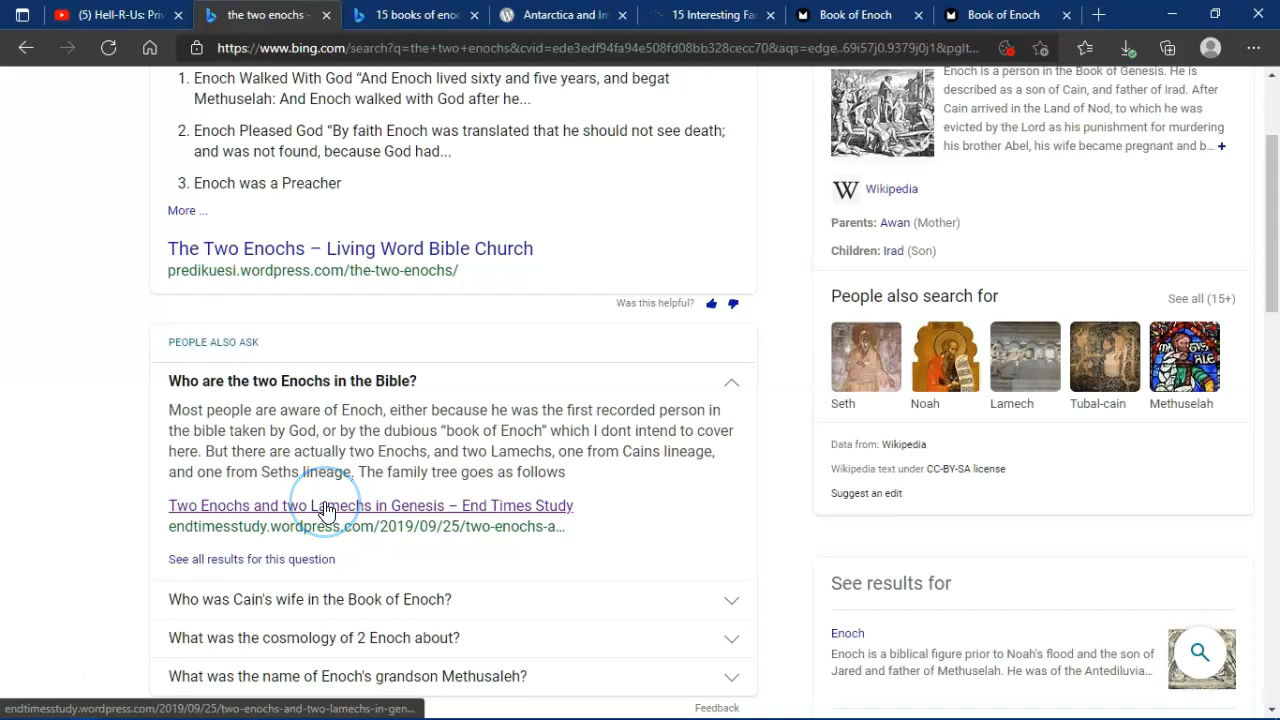 (5) Hell-R-Us: Priv
the two enochs -
15 books of enoc
Antarctica and Im
15 Interesting Fac
Book of Enoch
Book of Enoch
https://www.bing.com/search?q=the+two+enochs&cvid=ede3edf94fa94e508fd08bb328cecc70&aqs=edge..69i57j0.9379j0j1&pglt...
1. Enoch Walked With God “And Enoch lived sixty and five years, and begat
Methuselah: And Enoch walked with God after he...
2. Enoch Pleased God “By faith Enoch was translated that he should not see death;
and was not found, because God had...
3. Enoch was a Preacher
More ...
The Two Enochs – Living Word Bible Church
predikuesi.wordpress.com/the-two-enochs/
Was this helpful?
PEOPLE ALSO ASK
Who are the two Enochs in the Bible?
Most people are aware of Enoch, either because he was the first recorded person in
the bible taken by God, or by the dubious “book of Enoch” which I dont intend to cover
here. But there are actually two Enochs, and two Lamechs, one from Cains lineage,
and one from Seths lineage. The family tree goes as follows
Two Enochs and two Lamechs in Genesis – End Times Study
endtimesstudy.wordpress.com/2019/09/25/two-enochs-a...
See all results for this question
Who was Cain's wife in the Book of Enoch?
What was the cosmology of 2 Enoch about?
What was the name of Enoch's grandson Methusaleh?
Feedback
Enoch is a person in the Book of Genesis. He is
described as a son of Cain, and father of Irad. After
Cain arrived in the Land of Nod, to which he was
evicted by the Lord as his punishment for murdering
his brother Abel, his wife became pregnant and b... +
W Wikipedia
Parents: Awan (Mother)
Children: Irad (Son)
People also search for
See all (15+)
Seth
Noah
Lamech
Tubal-cain
Methuselah
Data from: Wikipedia
Wikipedia text under CC-BY-SA license
Suggest an edit
See results for
Enoch
Enoch is a biblical figure prior to Noah's flood and the son of
Jared and father of Methuselah. He was of the Antediluvia...
endtimesstudy.wordpress.com/2019/09/25/two-enochs-and-two-lamechs-in-gen...